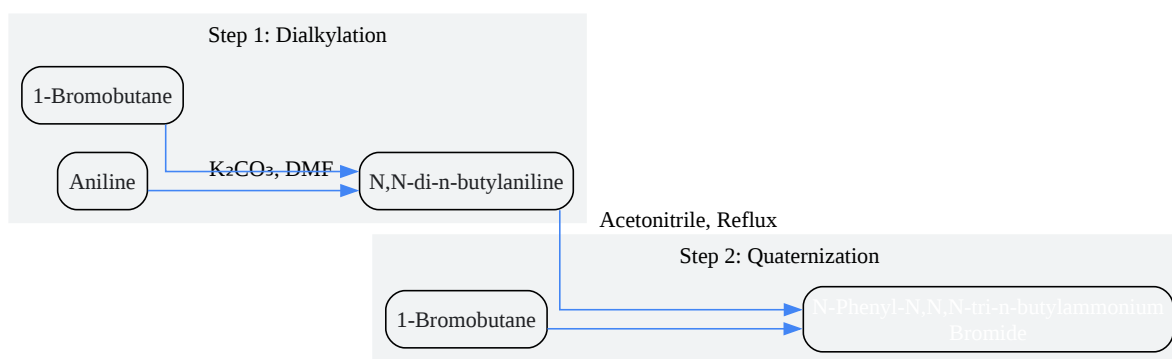 Step 1: Dialkylation
1-Bromobutane
K₂CO₃, DMF
Aniline
N,N-di-n-butylaniline
Acetonitrile, Reflux
Step 2: Quaternization
1-Bromobutane
N-Phenyl-N,N,N-tri-n-butylammonium
Bromide